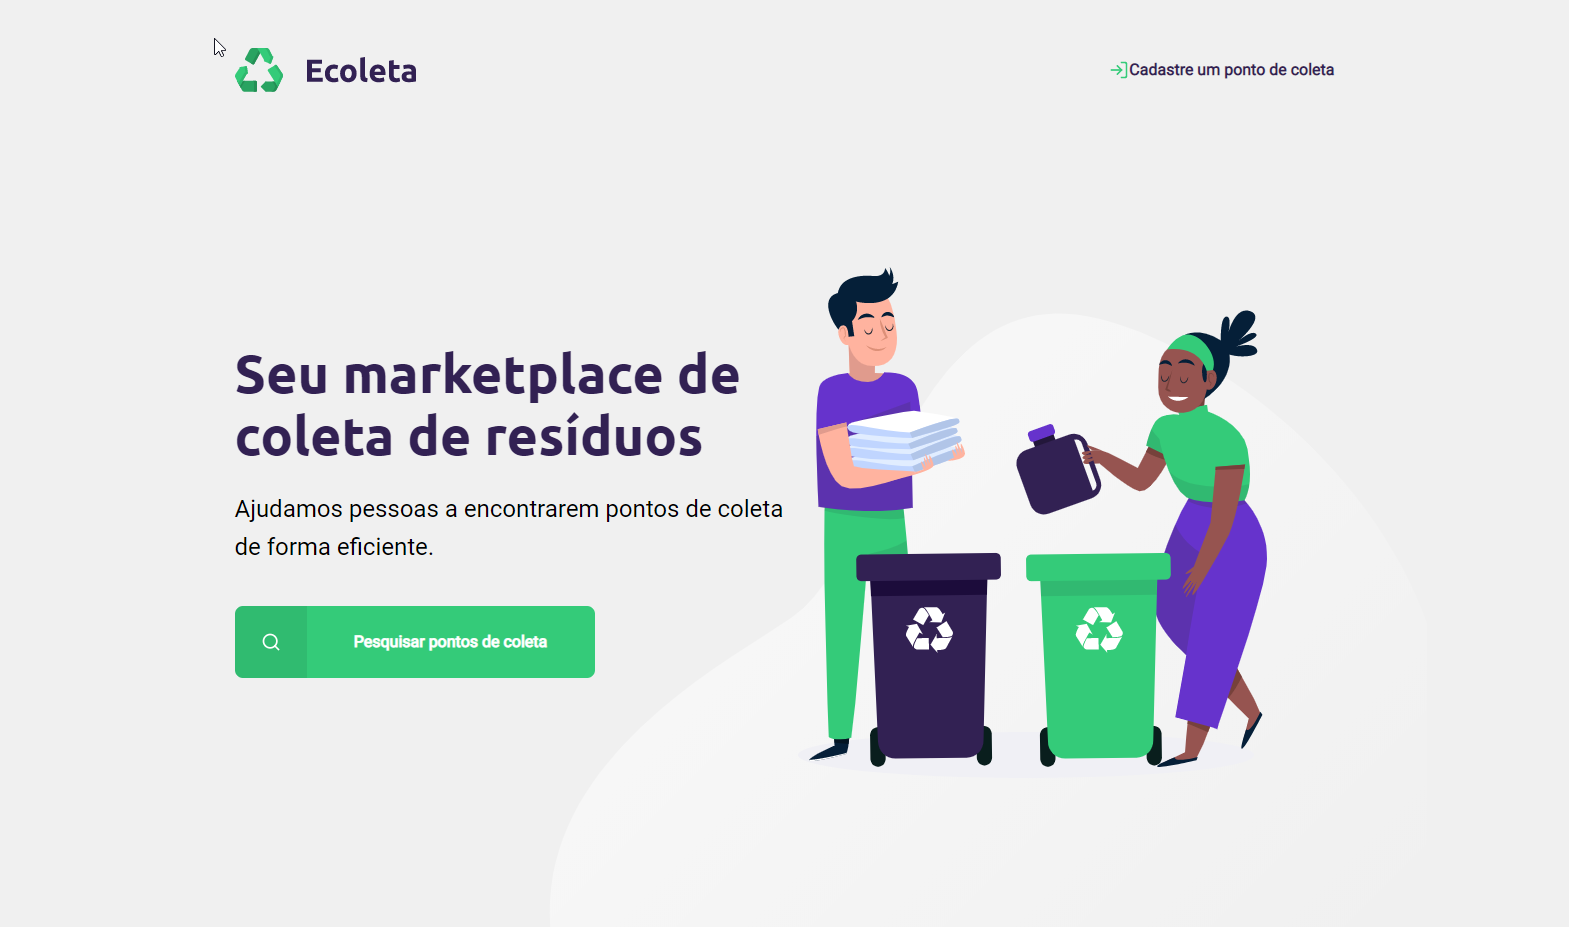 Ecoleta
Cadastre um ponto de coleta
Seu marketplace de
coleta de resíduos
Ajudamos pessoas a encontrarem pontos de coleta
de forma eficiente.
Pesquisar pontos de coleta